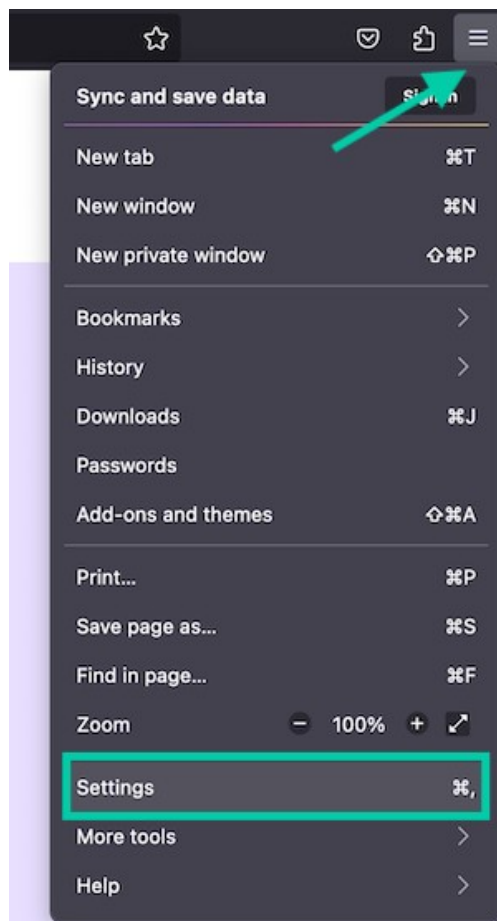 Sync and save data
New tab ⌘T
New window ⌘N
New private window ⇧⌘P
Bookmarks
History
Downloads ⌘J
Passwords
Add-ons and themes ⇧⌘A
Print... ⌘P
Save page as... ⌘S
Find in page... ⌘F
Zoom − 100% +
Settings ⌘,
More tools
Help